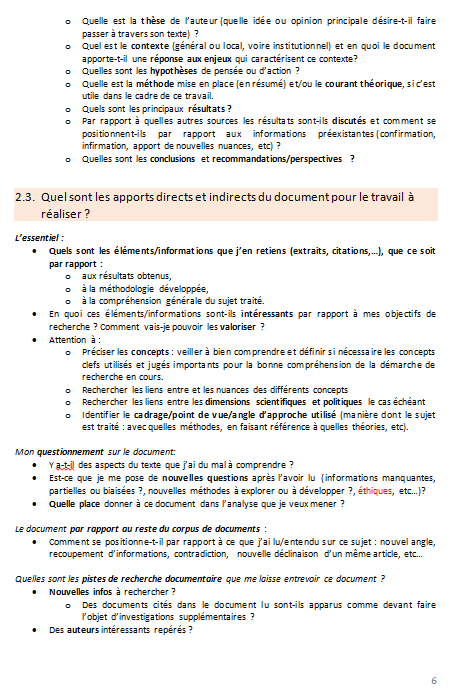 o Quelle est la thèse de l'auteur (quelle idée ou opinion principale désire-t-il faire
passer à travers son texte) ?
o Quel est le contexte (général ou local, voire institutionnel) et en quoi le document
apporte-t-il une réponse aux enjeux qui caractérisent ce contexte?
o Quelles sont les hypothèses de pensée ou d'action ?
o Quelle est la méthode mise en place (en résumé) et/ou le courant théorique, si c'est
utile dans le cadre de ce travail.
o Quels sont les principaux résultats ?
o Par rapport à quelles autres sources les résultats sont-ils discutés et comment se
positionnent-ils par rapport aux informations préexistantes (confirmation,
infirmation, apport de nouvelles nuances, etc) ?
o Quelles sont les conclusions et recommandations/perspectives ?
2.3. Quel sont les apports directs et indirects du document pour le travail à
réaliser ?
L'essentiel :
• Quels sont les éléments/informations que j'en retiens (extraits, citations,...), que ce soit
par rapport :
o aux résultats obtenus,
o à la méthodologie développée,
o à la compréhension générale du sujet traité.
• En quoi ces éléments/informations sont-ils intéressants par rapport à mes objectifs de
recherche ? Comment vais-je pouvoir les valoriser ?
• Attention à :
o Préciser les concepts : veiller à bien comprendre et définir si nécessaire les concepts
clefs utilisés et jugés importants pour la bonne compréhension de la démarche de
recherche en cours.
o Rechercher les liens entre et les nuances des différents concepts
o Rechercher les liens entre les dimensions scientifiques et politiques le cas échéant
o Identifier le cadrage/point de vue/angle d'approche utilisé (manière dont le sujet
est traité : avec quelles méthodes, en faisant référence à quelles théories, etc).
Mon questionnement sur le document:
• Y a-t-il des aspects du texte que j'ai du mal à comprendre ?
• Est-ce que je me pose de nouvelles questions après l'avoir lu (informations manquantes,
partielles ou biaisées ?, nouvelles méthodes à explorer ou à développer ?, éthiques, etc...)?
• Quelle place donner à ce document dans l'analyse que je veux mener ?
Le document par rapport au reste du corpus de documents :
• Comment se positionne-t-il par rapport à ce que j'ai lu/entendu sur ce sujet : nouvel angle,
recoupement d'informations, contradiction, nouvelle déclinaison d'un même article, etc...
Quelles sont les pistes de recherche documentaire que me laisse entrevoir ce document ?
• Nouvelles infos à rechercher ?
o Des documents cités dans le document lu sont-ils apparus comme devant faire
l'objet d'investigations supplémentaires ?
• Des auteurs intéressants repérés ?
6